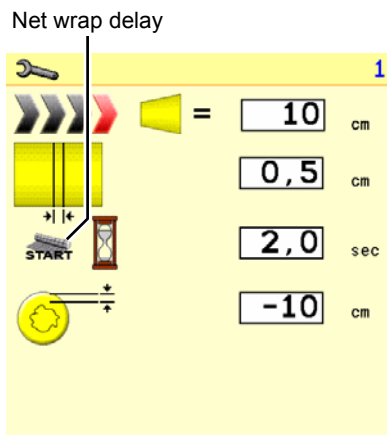 Net wrap delay
1
= 10 cm
0,5 cm
START 2,0 sec
-10 cm